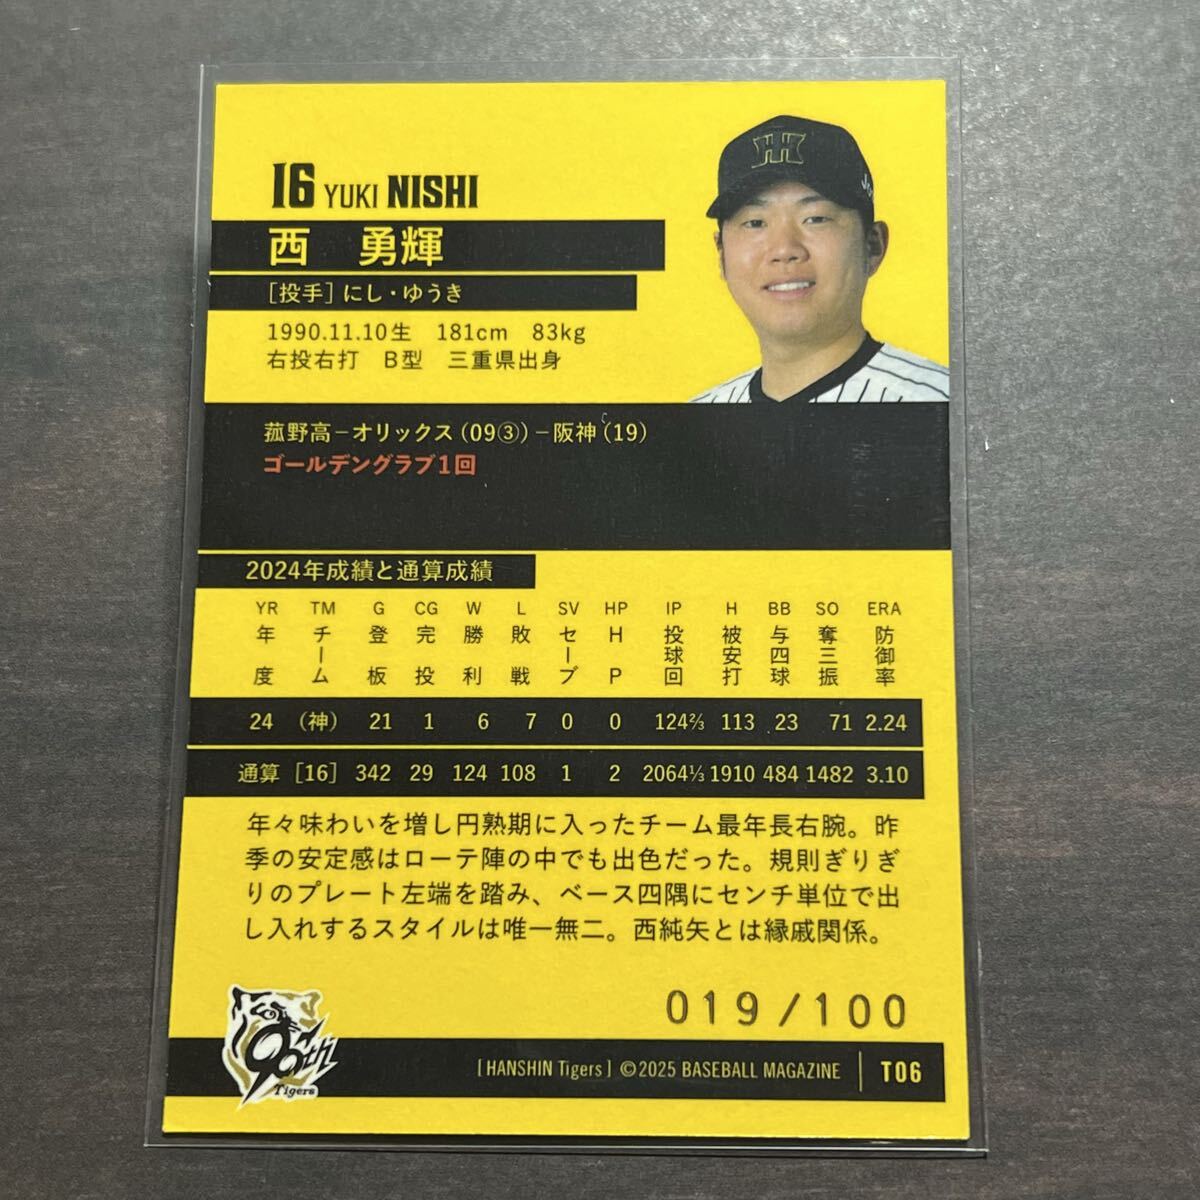 16 YUKI NISHI
西 勇輝
[投手] にし・ゆうき
1990.11.10生 181cm 83kg
右投右打 B型 三重県出身
菰野高－オリックス（09③）－阪神（19）
ゴールデングラブ1回
2024年成績と通算成績
YR TM G CG W L SV HP IP H BB SO ERA
年度 チーム 登板 完投 勝利 敗戦 セーブ HP 投球回 被安打 与四球 奪三振 防御率
24 （神） 21 1 6 7 0 0 124⅔ 113 23 71 2.24
通算 [16] 342 29 124 108 1 2 2064⅓ 1910 484 1482 3.10
年々味わいを増し円熟期に入ったチーム最年長右腕。昨
季の安定感はローテ陣の中でも出色だった。規則ぎりぎ
りのプレート左端を踏み、ベース四隅にセンチ単位で出
し入れするスタイルは唯一無二。西純矢とは縁戚関係。
019/100
90th
Tigers
[HANSHIN Tigers] ©2025 BASEBALL MAGAZINE T06